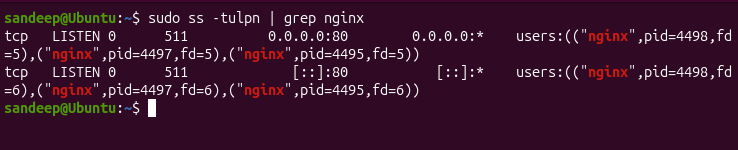 sandeep@Ubuntu:~$ sudo ss -tulpn | grep nginx
tcp   LISTEN 0      511          0.0.0.0:80        0.0.0.0:*    users:(("nginx",pid=4498,fd
=5),("nginx",pid=4497,fd=5),("nginx",pid=4495,fd=5))
tcp   LISTEN 0      511             [::]:80           [::]:*    users:(("nginx",pid=4498,fd
=6),("nginx",pid=4497,fd=6),("nginx",pid=4495,fd=6))
sandeep@Ubuntu:~$